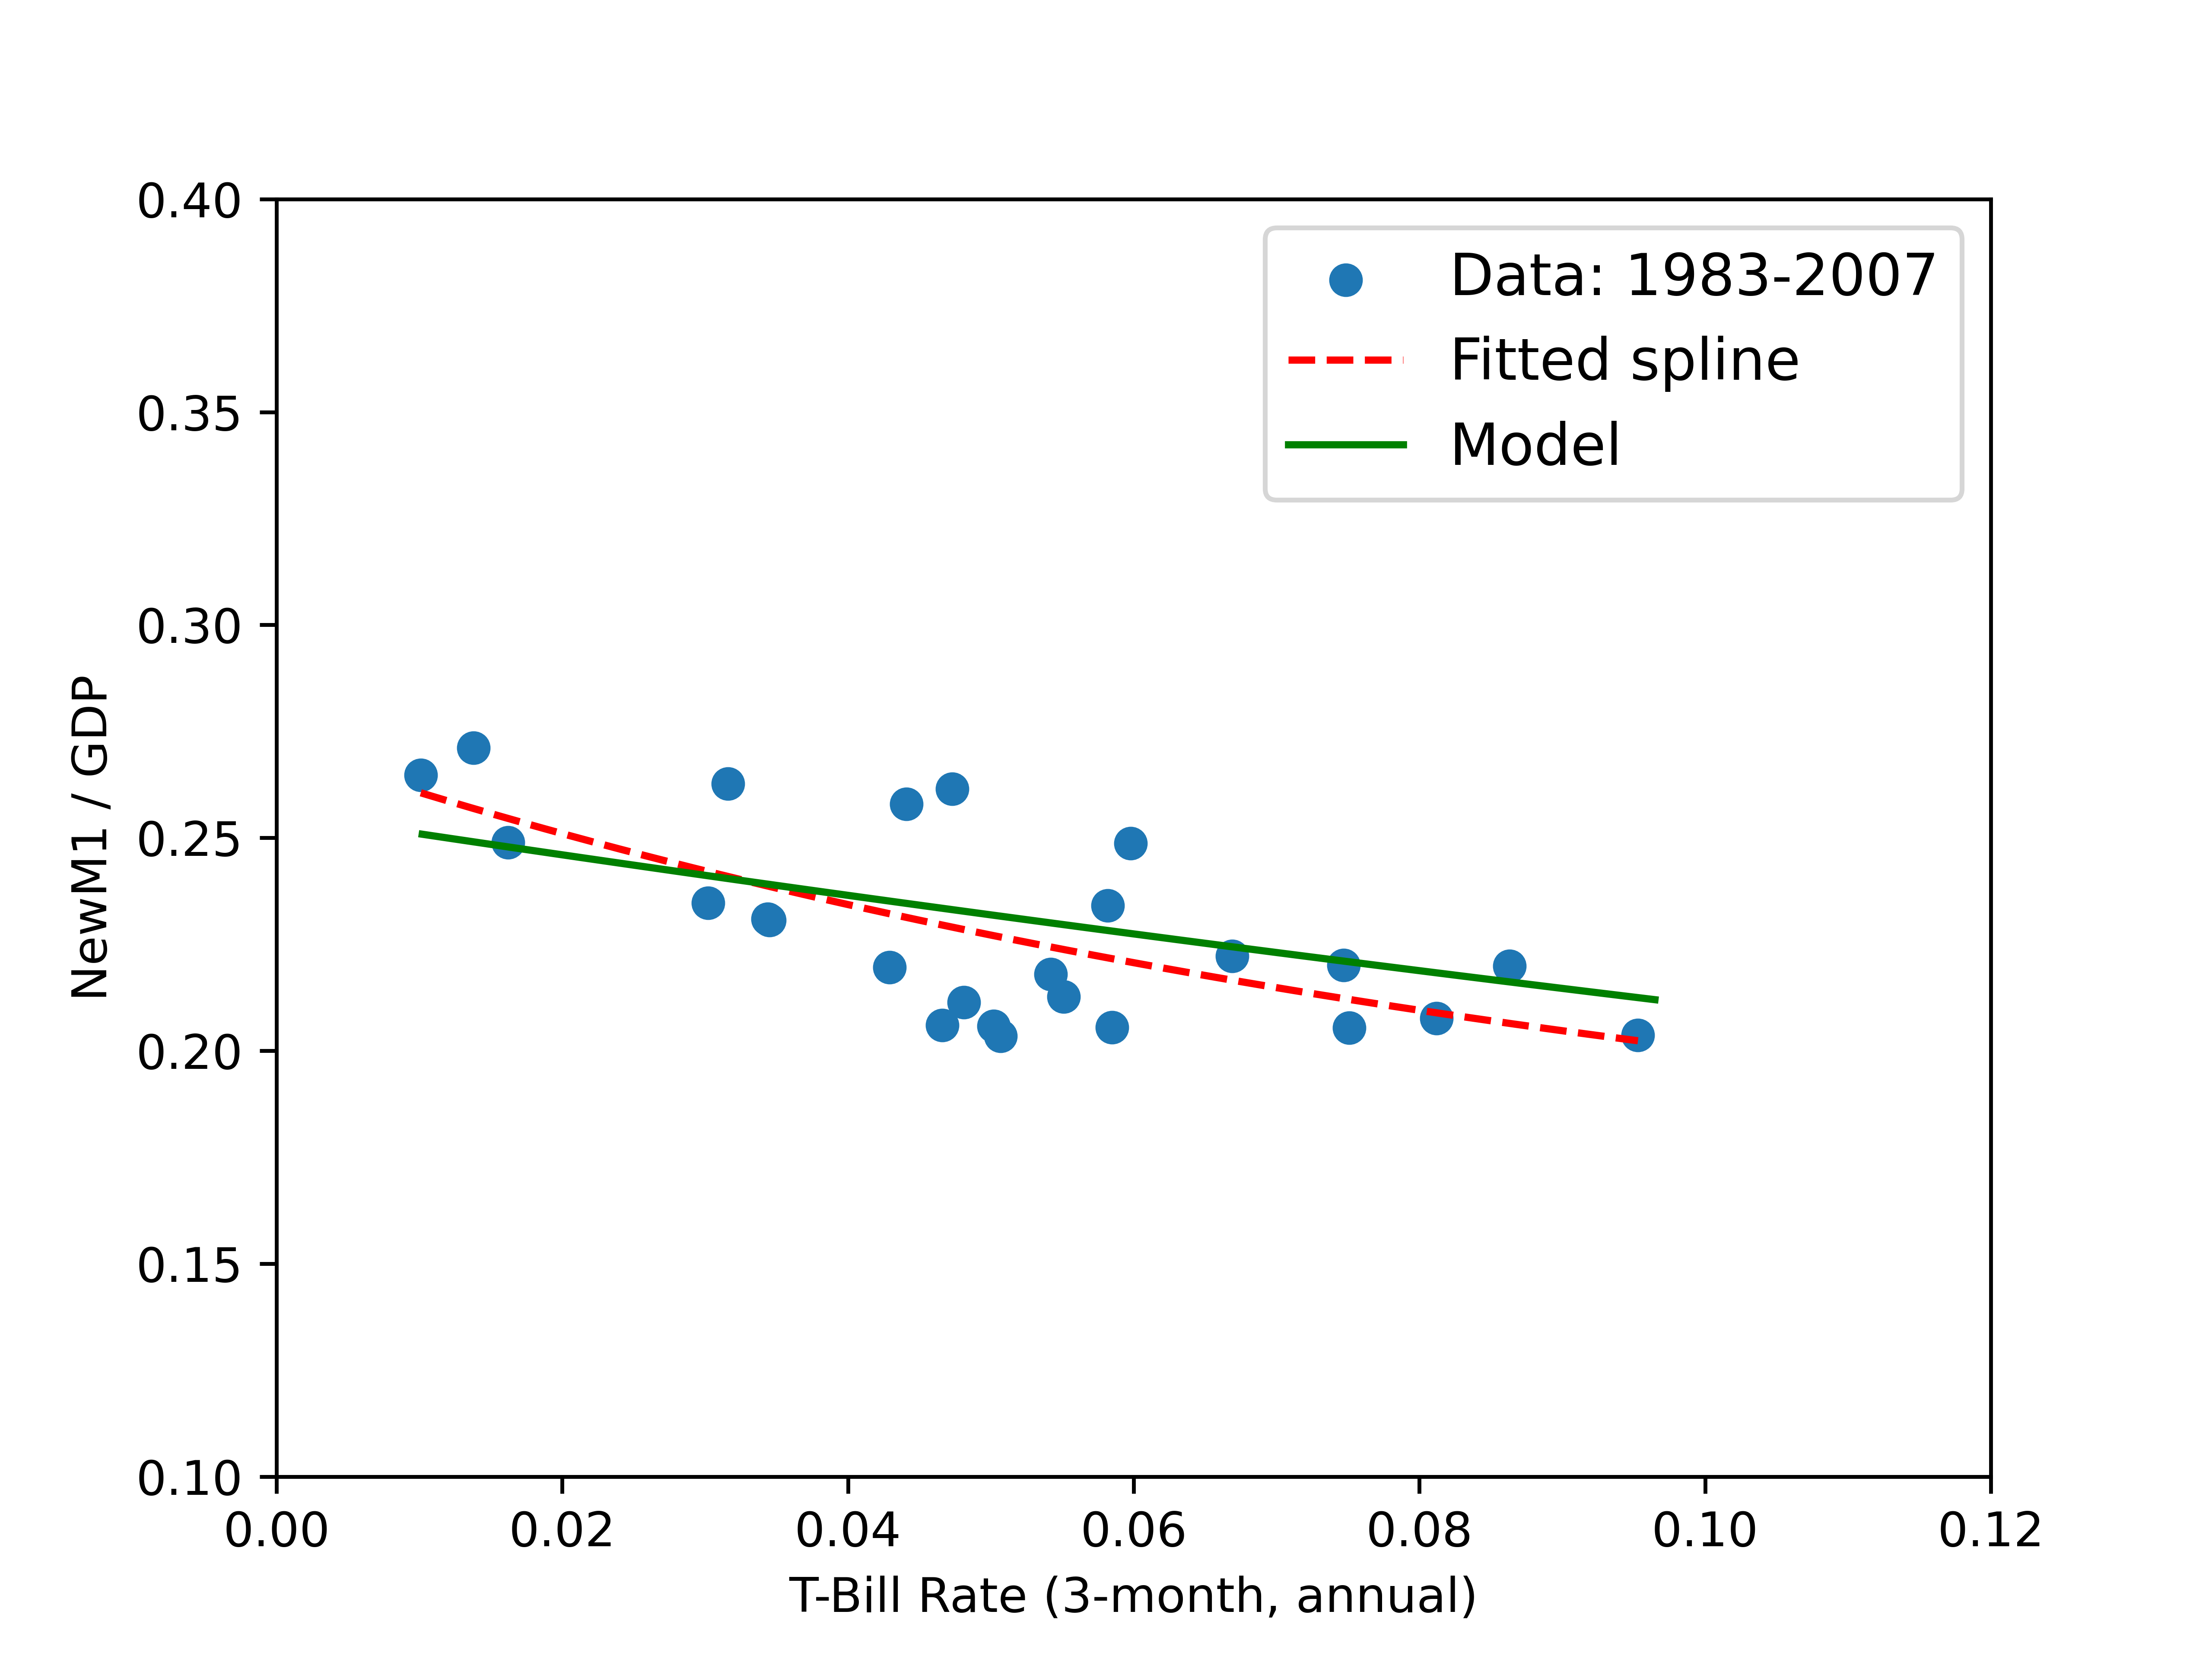 0.40
0.35
0.30
0.25
0.20
0.15
0.10
NewM1 / GDP
Data: 1983-2007
Fitted spline
Model
0.00 0.02 0.04 0.06 0.08 0.10 0.12
T-Bill Rate (3-month, annual)